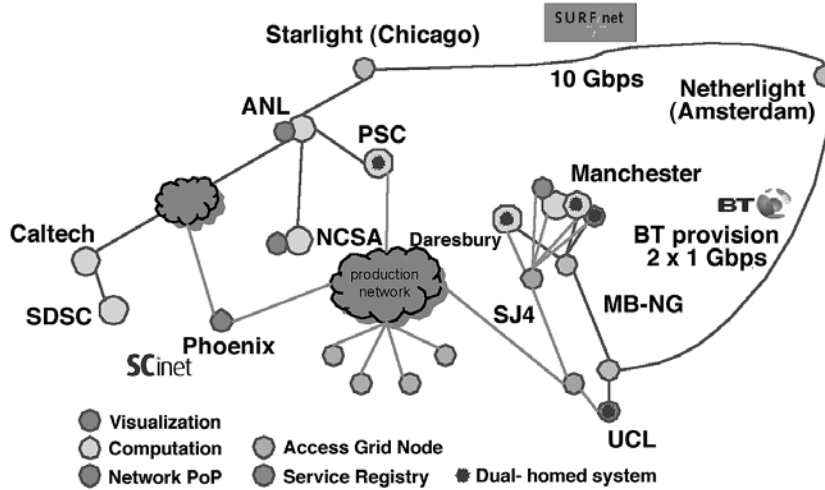 SURF net
Starlight (Chicago)
10 Gbps
Netherlight
(Amsterdam)
ANL
PSC
Manchester
BT
Caltech
NCSA
Daresbury
BT provision
2 x 1 Gbps
production
network
SDSC
SJ4
MB-NG
Phoenix
SCinet
UCL
Visualization
Computation
Access Grid Node
Network PoP
Service Registry
Dual- homed system